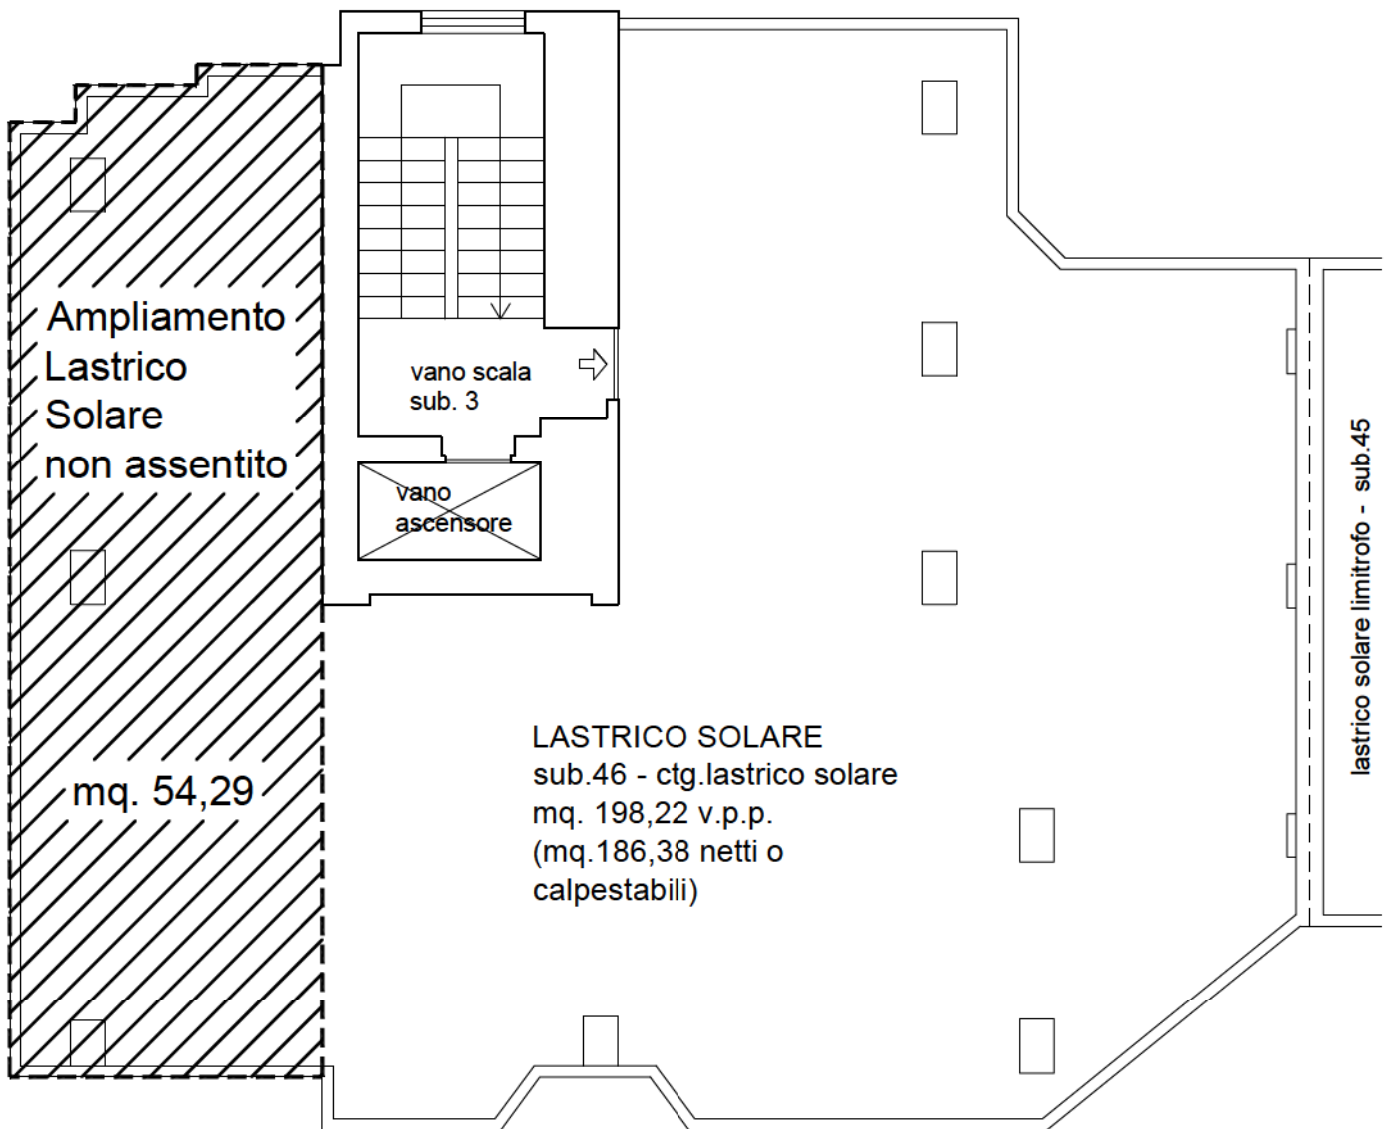 Ampliamento
Lastrico
Solare
non assentito
mq. 54,29
vano scala
sub. 3
vano
ascensore
LASTRICO SOLARE
sub.46 - ctg.lastrico solare
mq. 198,22 v.p.p.
(mq.186,38 netti o
calpestabili)
lastrico solare limitrofo - sub.45